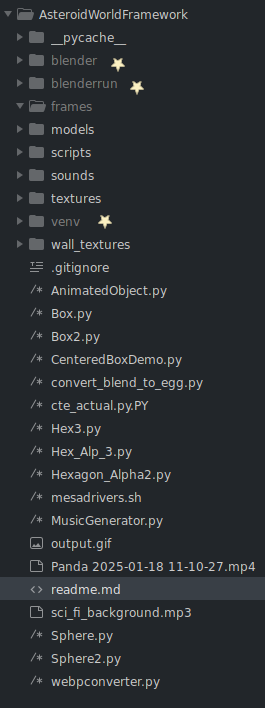 AsteroidWorldFramework
__pycache__
blender
blenderrun
frames
models
scripts
sounds
textures
venv
wall_textures
.gitignore
AnimatedObject.py
Box.py
Box2.py
CenteredBoxDemo.py
convert_blend_to_egg.py
cte_actual.py.PY
Hex3.py
Hex_Alp_3.py
Hexagon_Alpha2.py
mesadrivers.sh
MusicGenerator.py
output.gif
Panda 2025-01-18 11-10-27.mp4
readme.md
sci_fi_background.mp3
Sphere.py
Sphere2.py
webpconverter.py